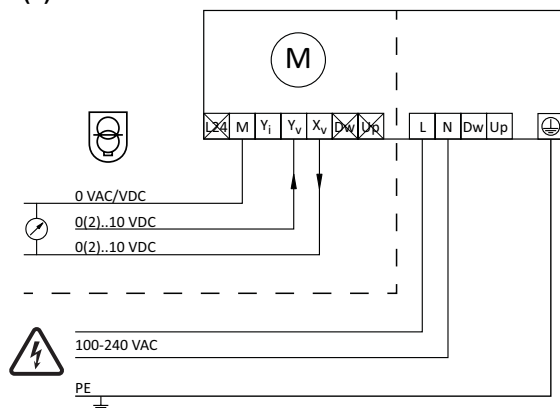 M
L24 M Yᵢ Yᵥ Xᵥ Dw Up L N Dw Up
0 VAC/VDC
0(2)..10 VDC
0(2)..10 VDC
100-240 VAC
PE